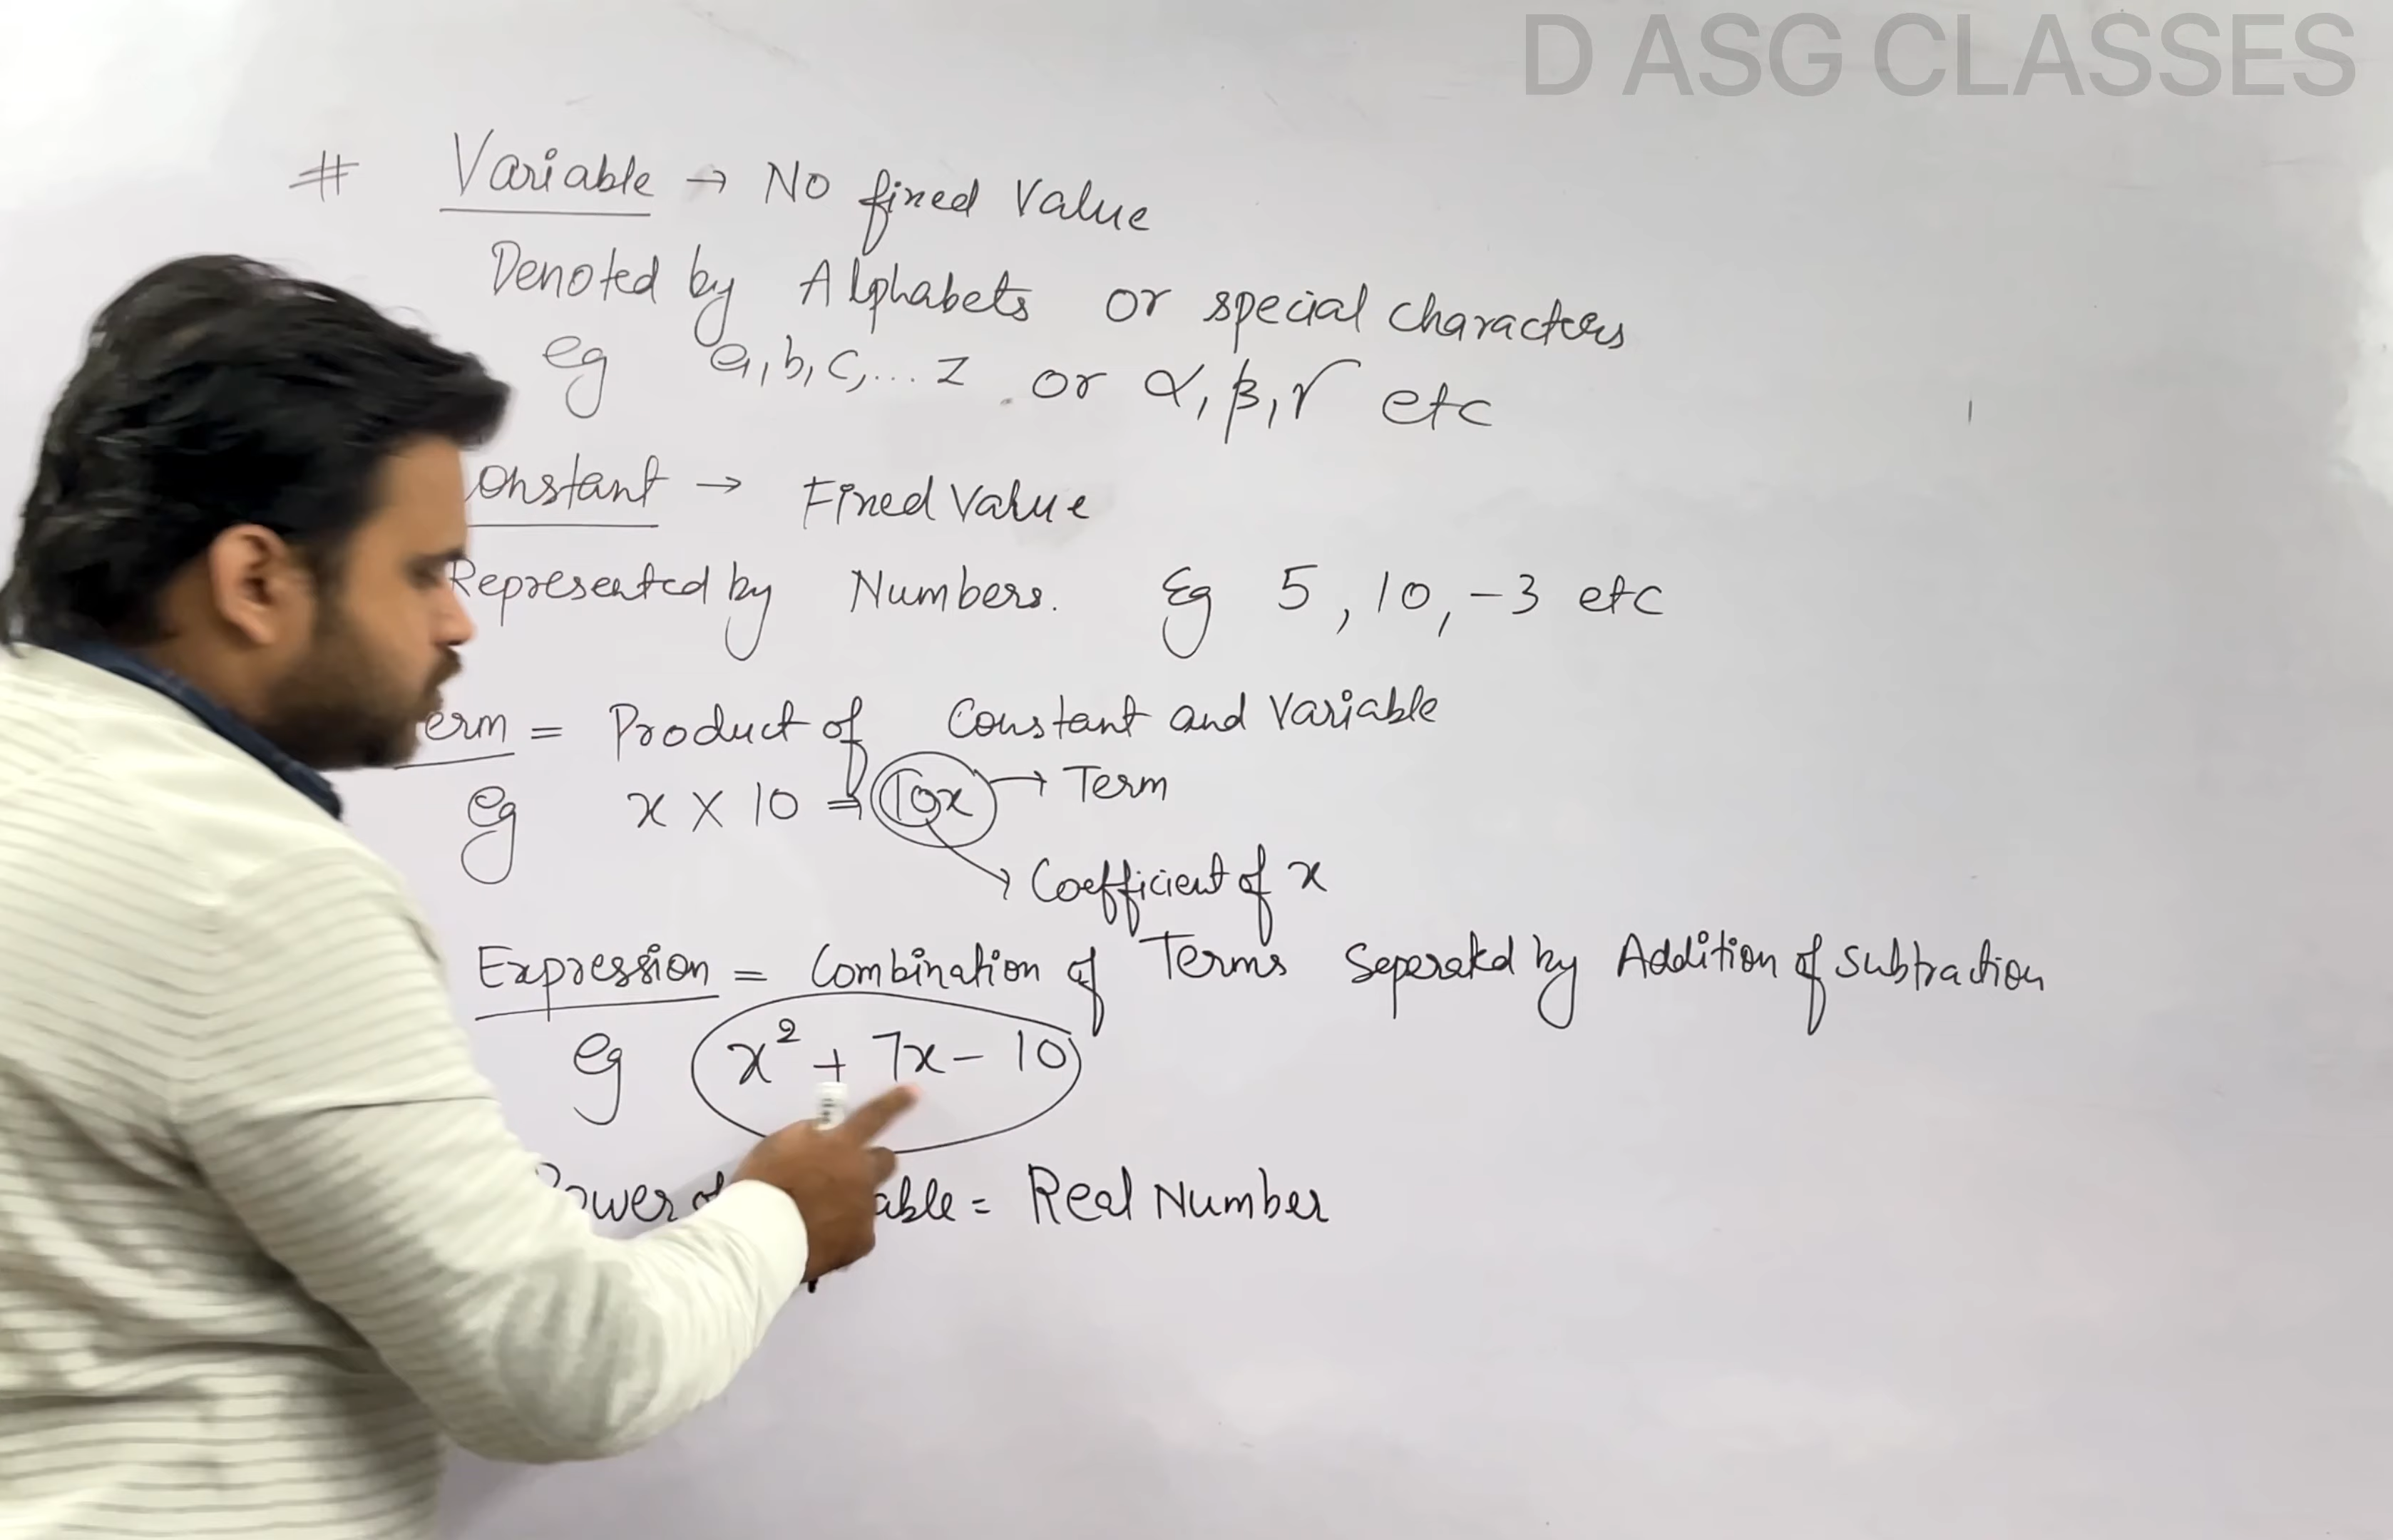 D ASG CLASSES
# Variable → No fixed Value
Denoted by Alphabets or special characters
eg a, b, c, ... z or α, β, γ etc
onstant → Fixed Value
Represented by Numbers. Eg 5, 10, -3 etc
erm = Product of Constant and Variable
eg x × 10 = 10x → Term
→ Coefficient of x
Expression = Combination of Terms Seperated by Addition of Subtraction
eg x² + 7x - 10
Power of able = Real Number